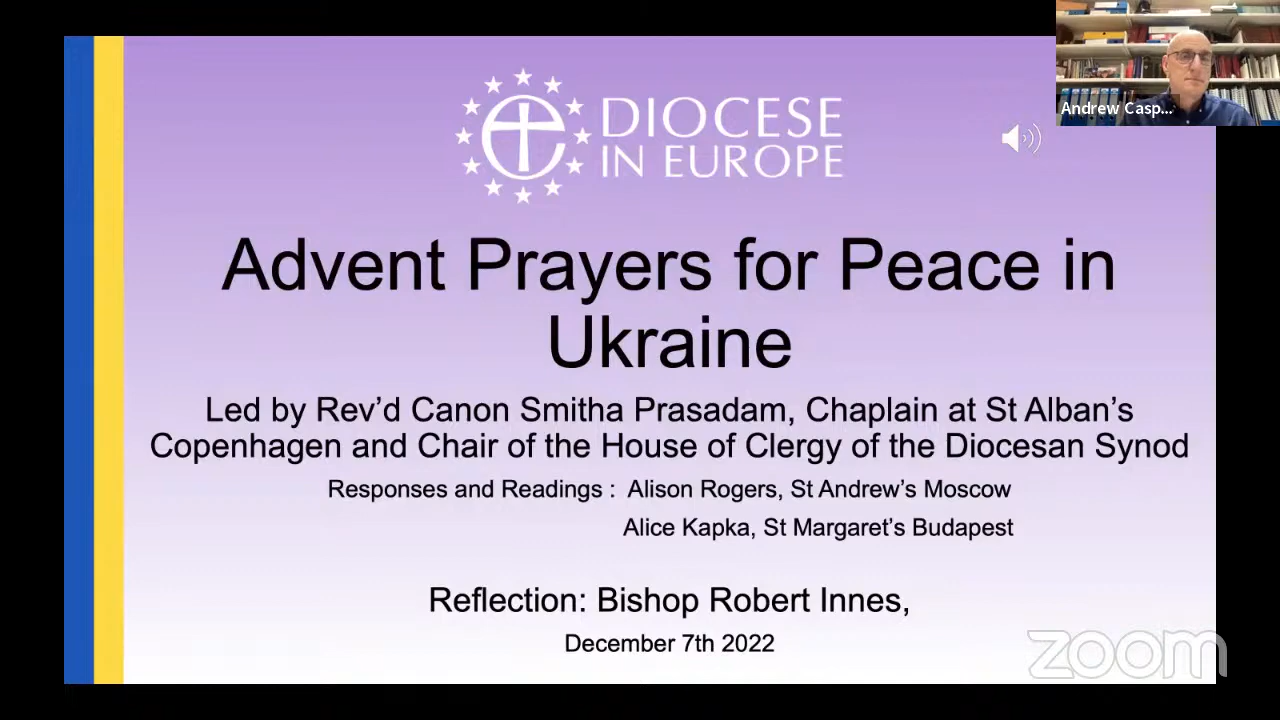 DIOCESE
IN EUROPE
Andrew Casp...
Advent Prayers for Peace in
Ukraine
Led by Rev’d Canon Smitha Prasadam, Chaplain at St Alban’s
Copenhagen and Chair of the House of Clergy of the Diocesan Synod
Responses and Readings : Alison Rogers, St Andrew’s Moscow
Alice Kapka, St Margaret’s Budapest
Reflection: Bishop Robert Innes,
December 7th 2022
zoom